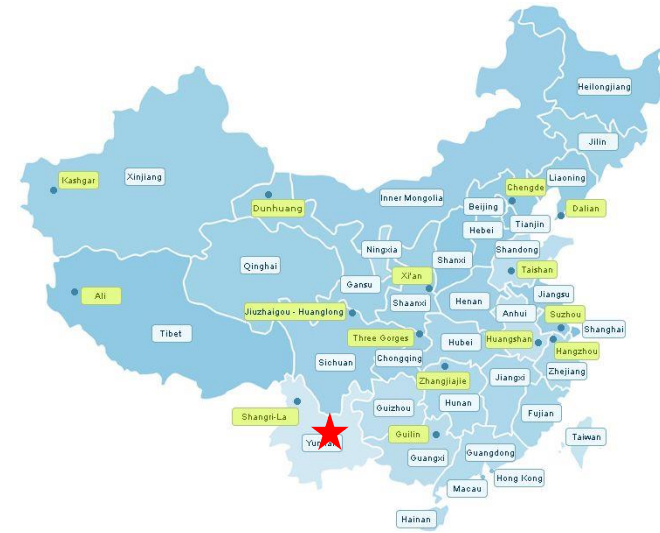 Heilongjiang
Jilin
Liaoning
Kashgar
Xinjiang
Chengde
Inner Mongolia
Dunhuang
Beijing
Dalian
Tianjin
Hebei
Ningxia
Shandong
Shanxi
Qinghai
Xi'an
Taishan
Gansu
Ali
Jiangsu
Shaanxi
Henan
Jiuzhaigou - Huanglong
Anhui
Suzhou
Shanghai
Tibet
Three Gorges
Hubei
Huangshan
Hangzhou
Sichuan
Chongqing
Zhejiang
Zhangjiajie
Jiangxi
Guizhou
Hunan
Shangri-La
Fujian
Guilin
Taiwan
Guangxi
Guangdong
Hong Kong
Macau
Hainan